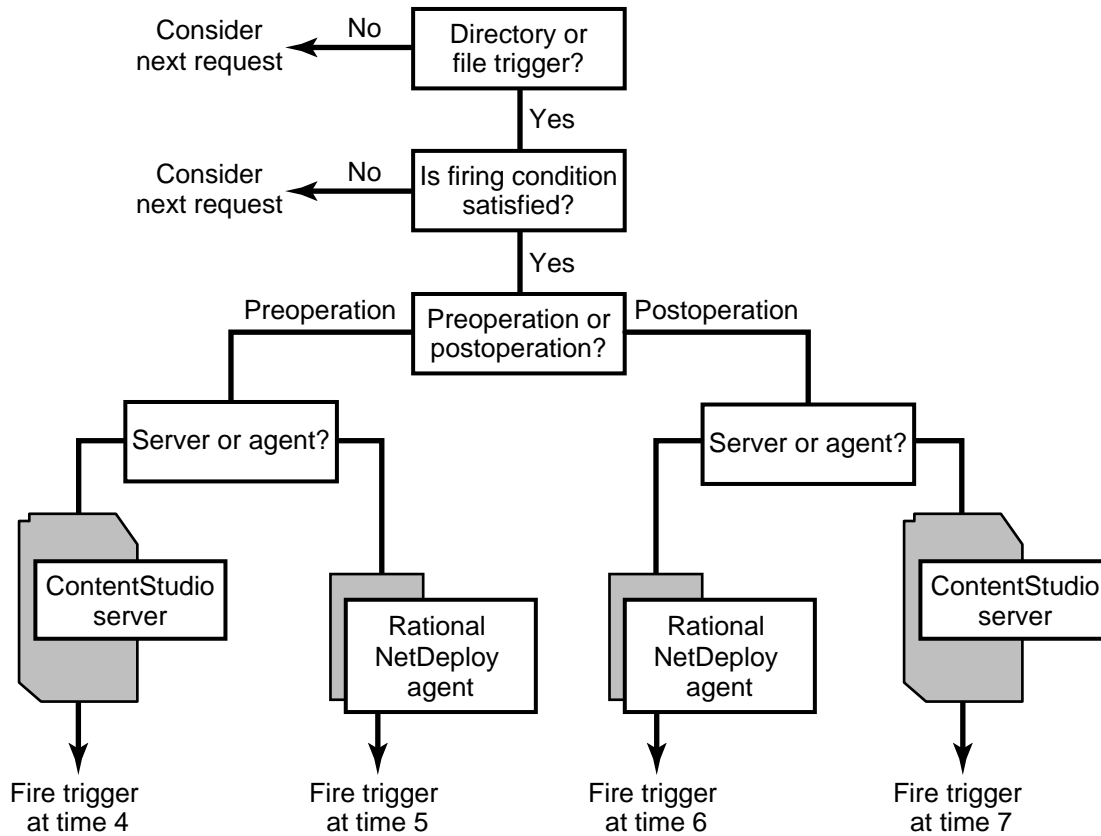 Consider
next request
No
Directory or
file trigger?
Yes
Consider
next request
No
Is firing condition
satisfied?
Yes
Preoperation
Preoperation or
postoperation?
Postoperation
Server or agent?
Server or agent?
ContentStudio
server
Rational
NetDeploy
agent
Rational
NetDeploy
agent
ContentStudio
server
Fire trigger
at time 4
Fire trigger
at time 5
Fire trigger
at time 6
Fire trigger
at time 7